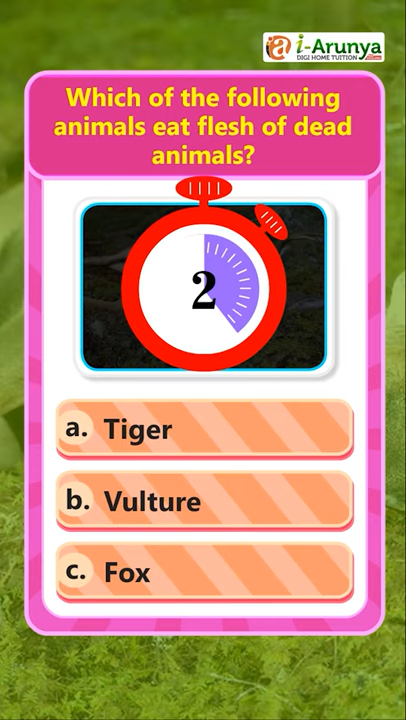 i-Arunya
DIGI HOME TUITION
Which of the following
animals eat flesh of dead
animals?
2
a. Tiger
b. Vulture
c. Fox